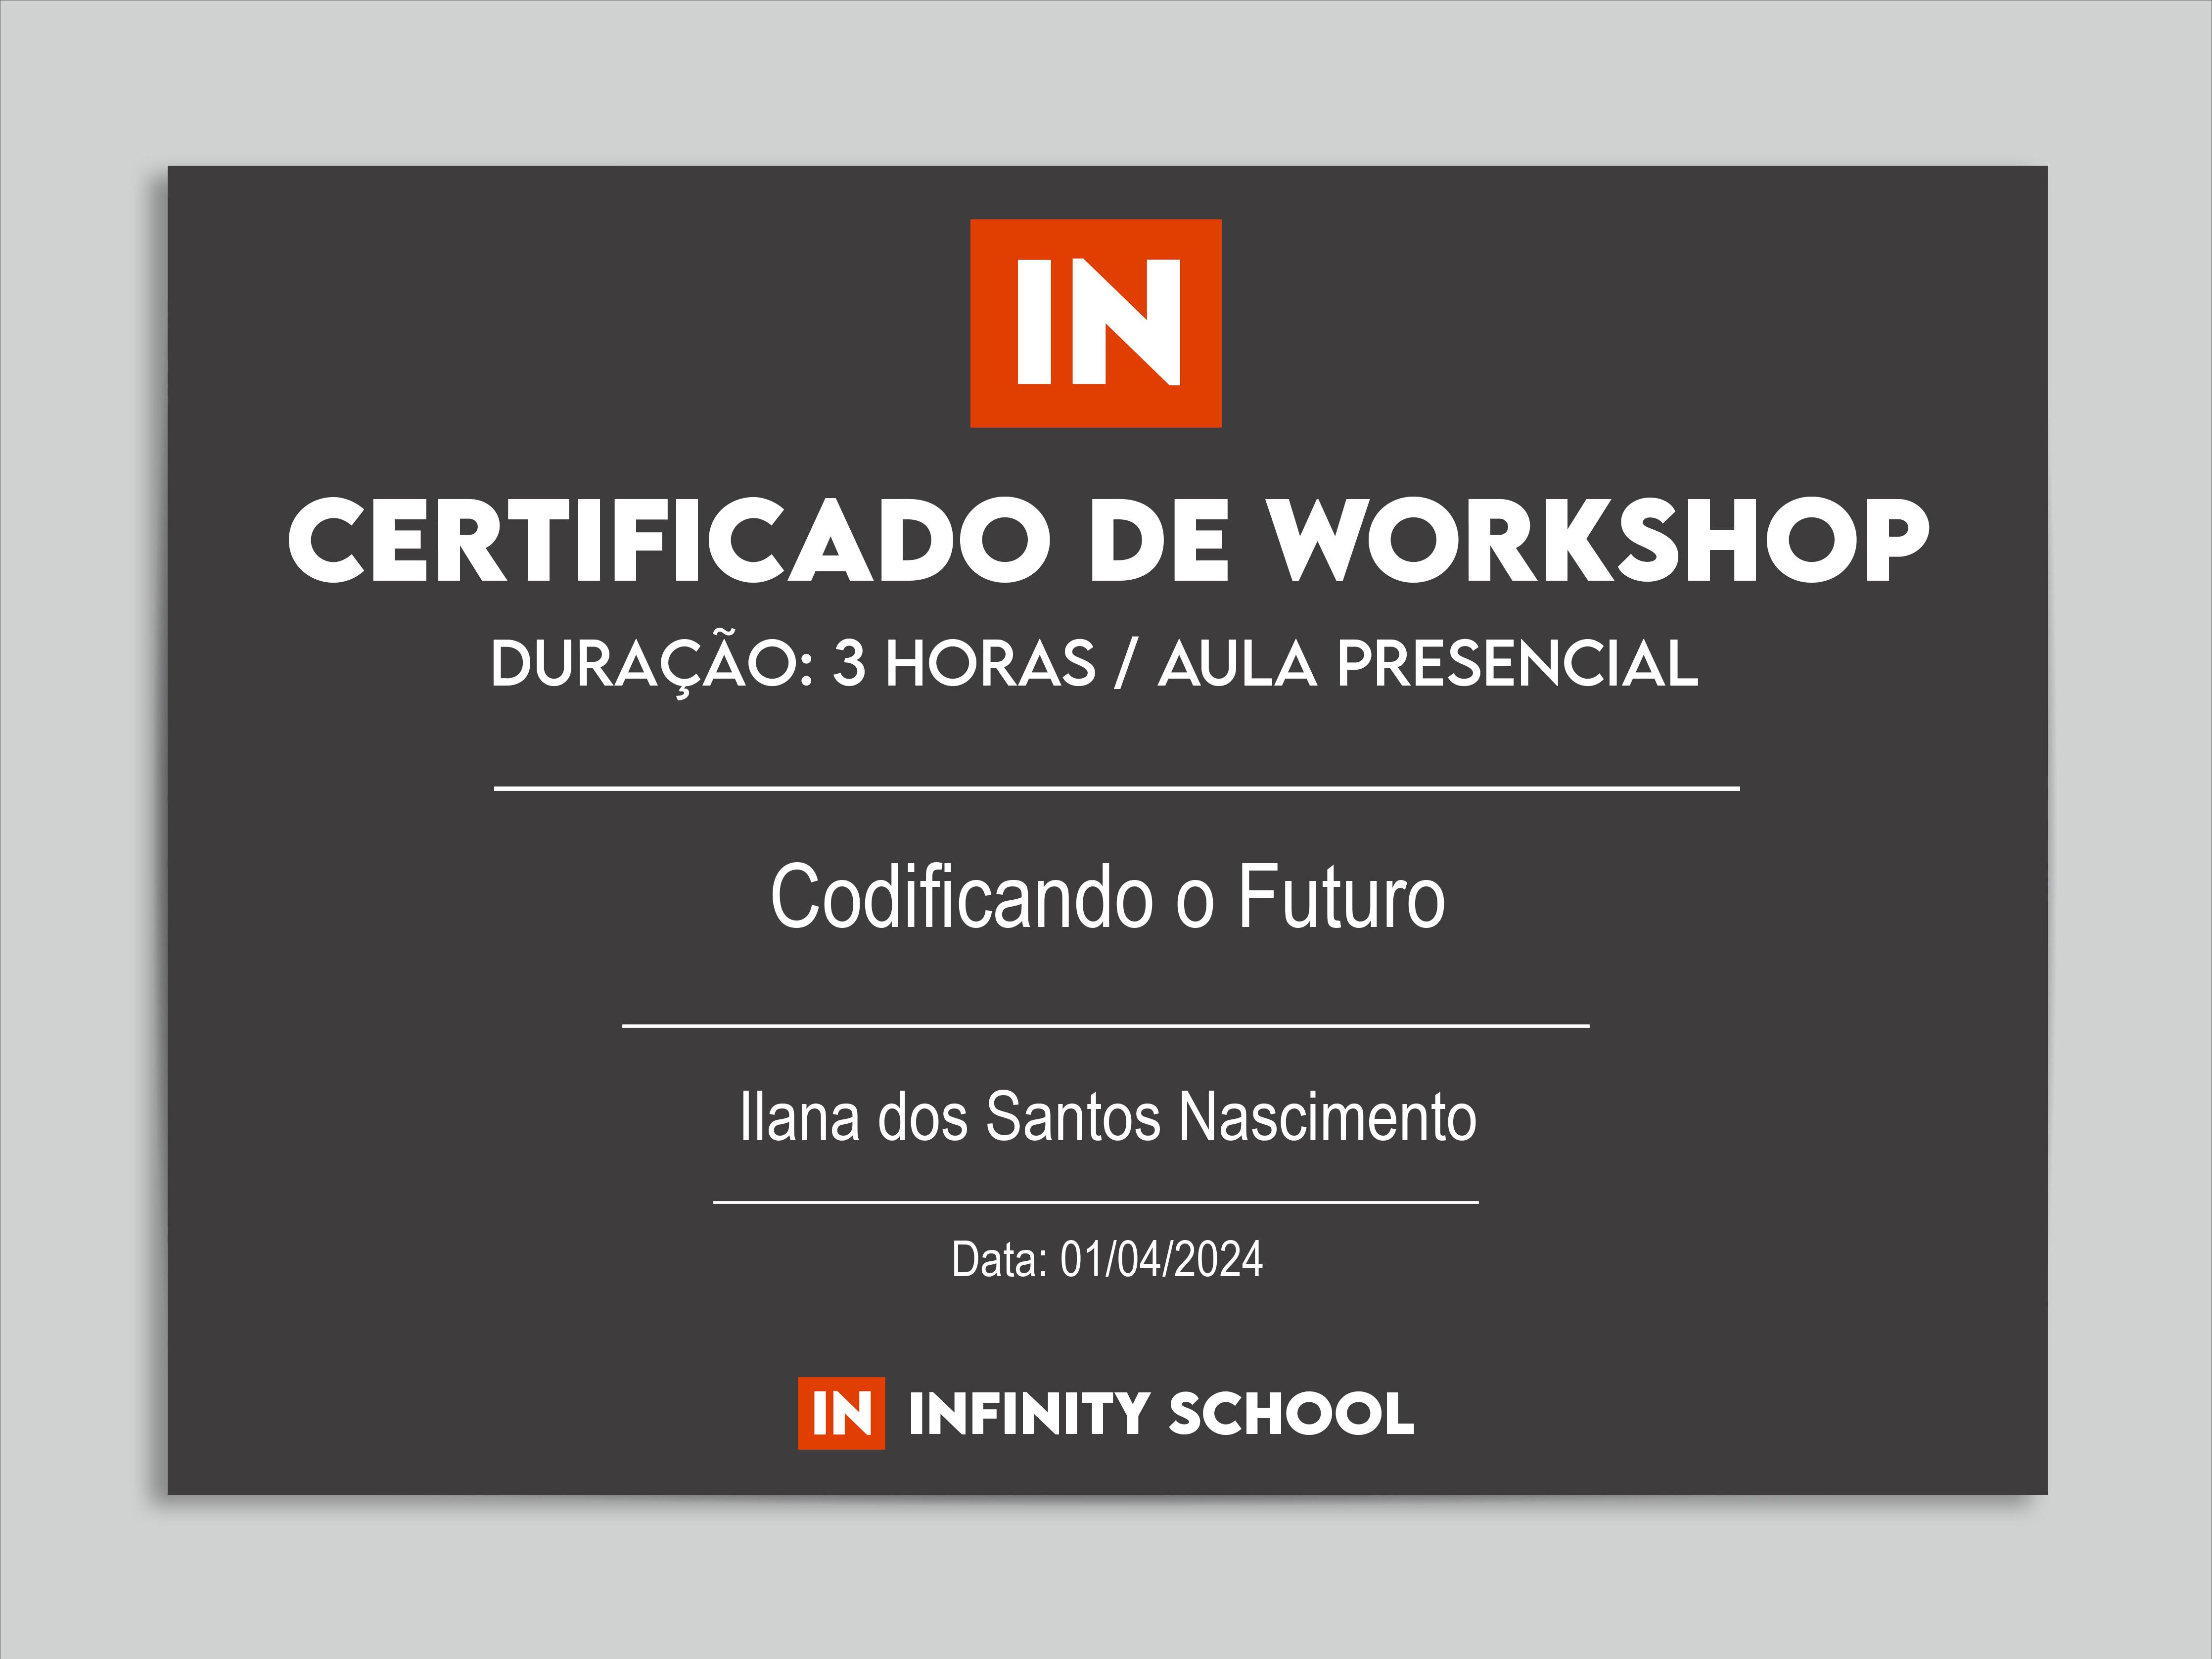 IN
CERTIFICADO DE WORKSHOP
DURAÇÃO: 3 HORAS / AULA PRESENCIAL
Codificando o Futuro
Ilana dos Santos Nascimento
Data: 01/04/2024
IN INFINITY SCHOOL